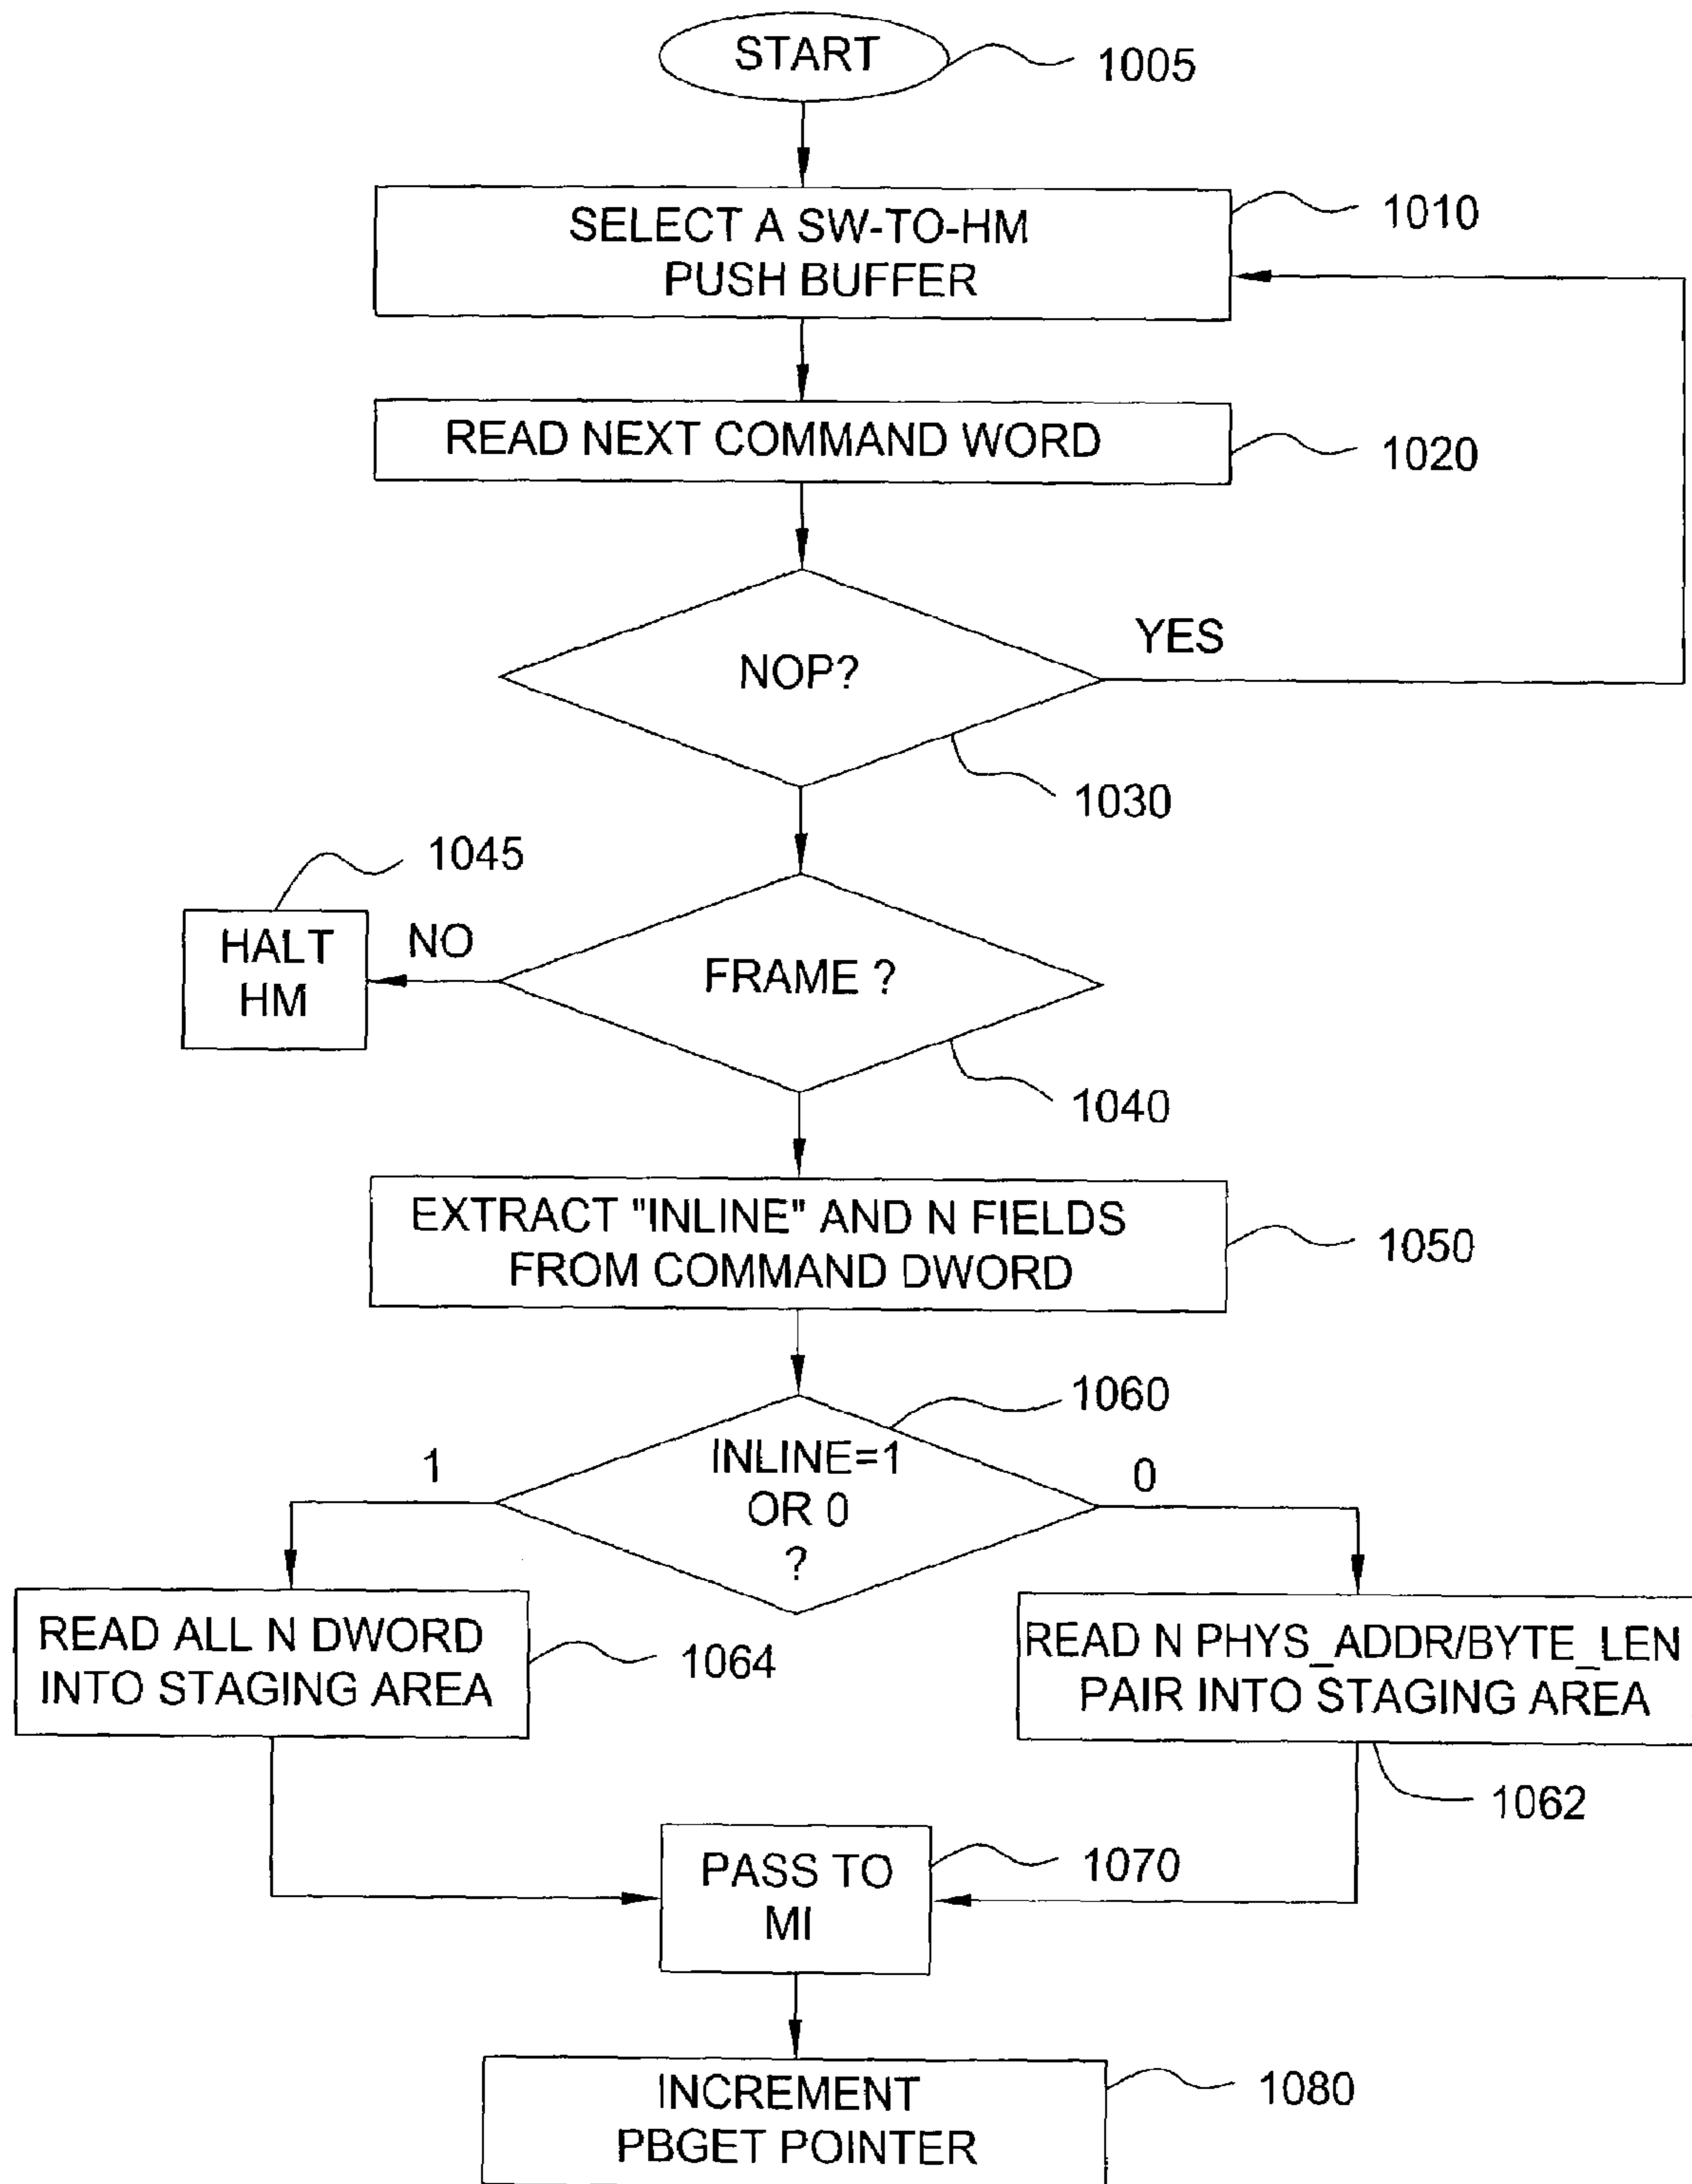 START
1005
SELECT A SW-TO-HM
PUSH BUFFER
1010
READ NEXT COMMAND WORD
1020
NOP?
YES
1030
1045
HALT
HM
NO
FRAME ?
1040
EXTRACT "INLINE" AND N FIELDS
FROM COMMAND DWORD
1050
1060
INLINE=1
OR 0
?
1
0
READ ALL N DWORD
INTO STAGING AREA
1064
READ N PHYS_ADDR/BYTE_LEN
PAIR INTO STAGING AREA
1062
PASS TO
MI
1070
INCREMENT
PBGET POINTER
1080